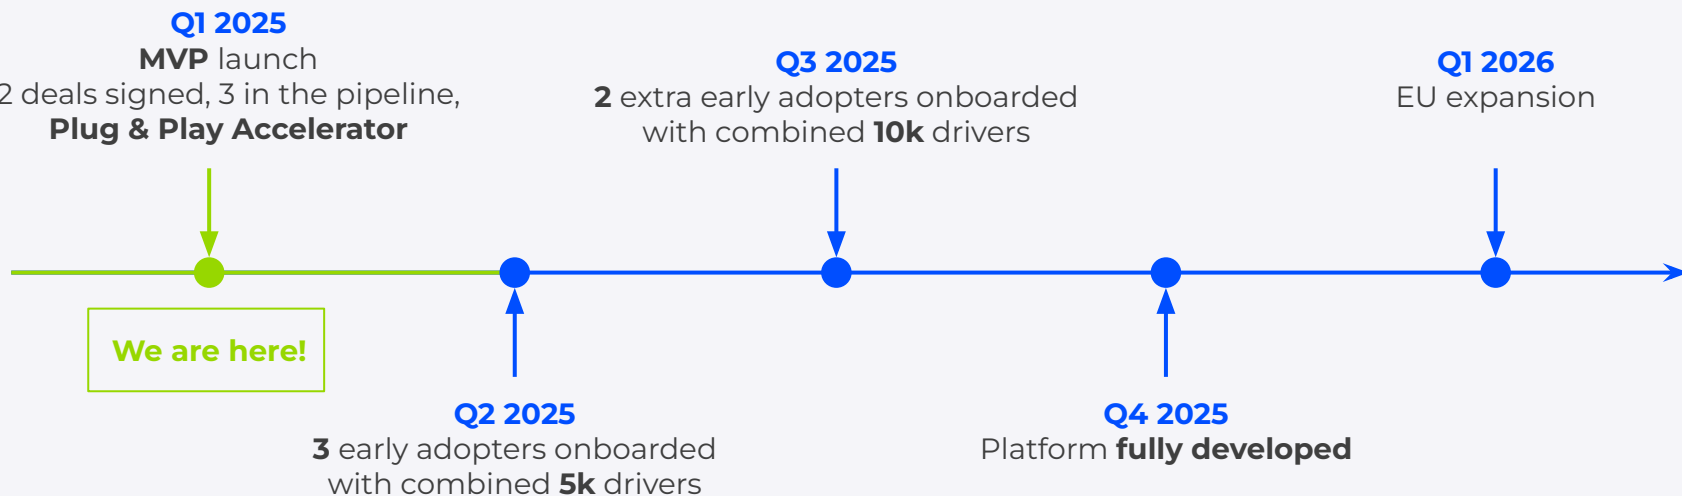 Q1 2025
MVP launch
2 deals signed, 3 in the pipeline,
Plug & Play Accelerator
Q3 2025
2 extra early adopters onboarded
with combined 10k drivers
Q1 2026
EU expansion
We are here!
Q2 2025
3 early adopters onboarded
with combined 5k drivers
Q4 2025
Platform fully developed